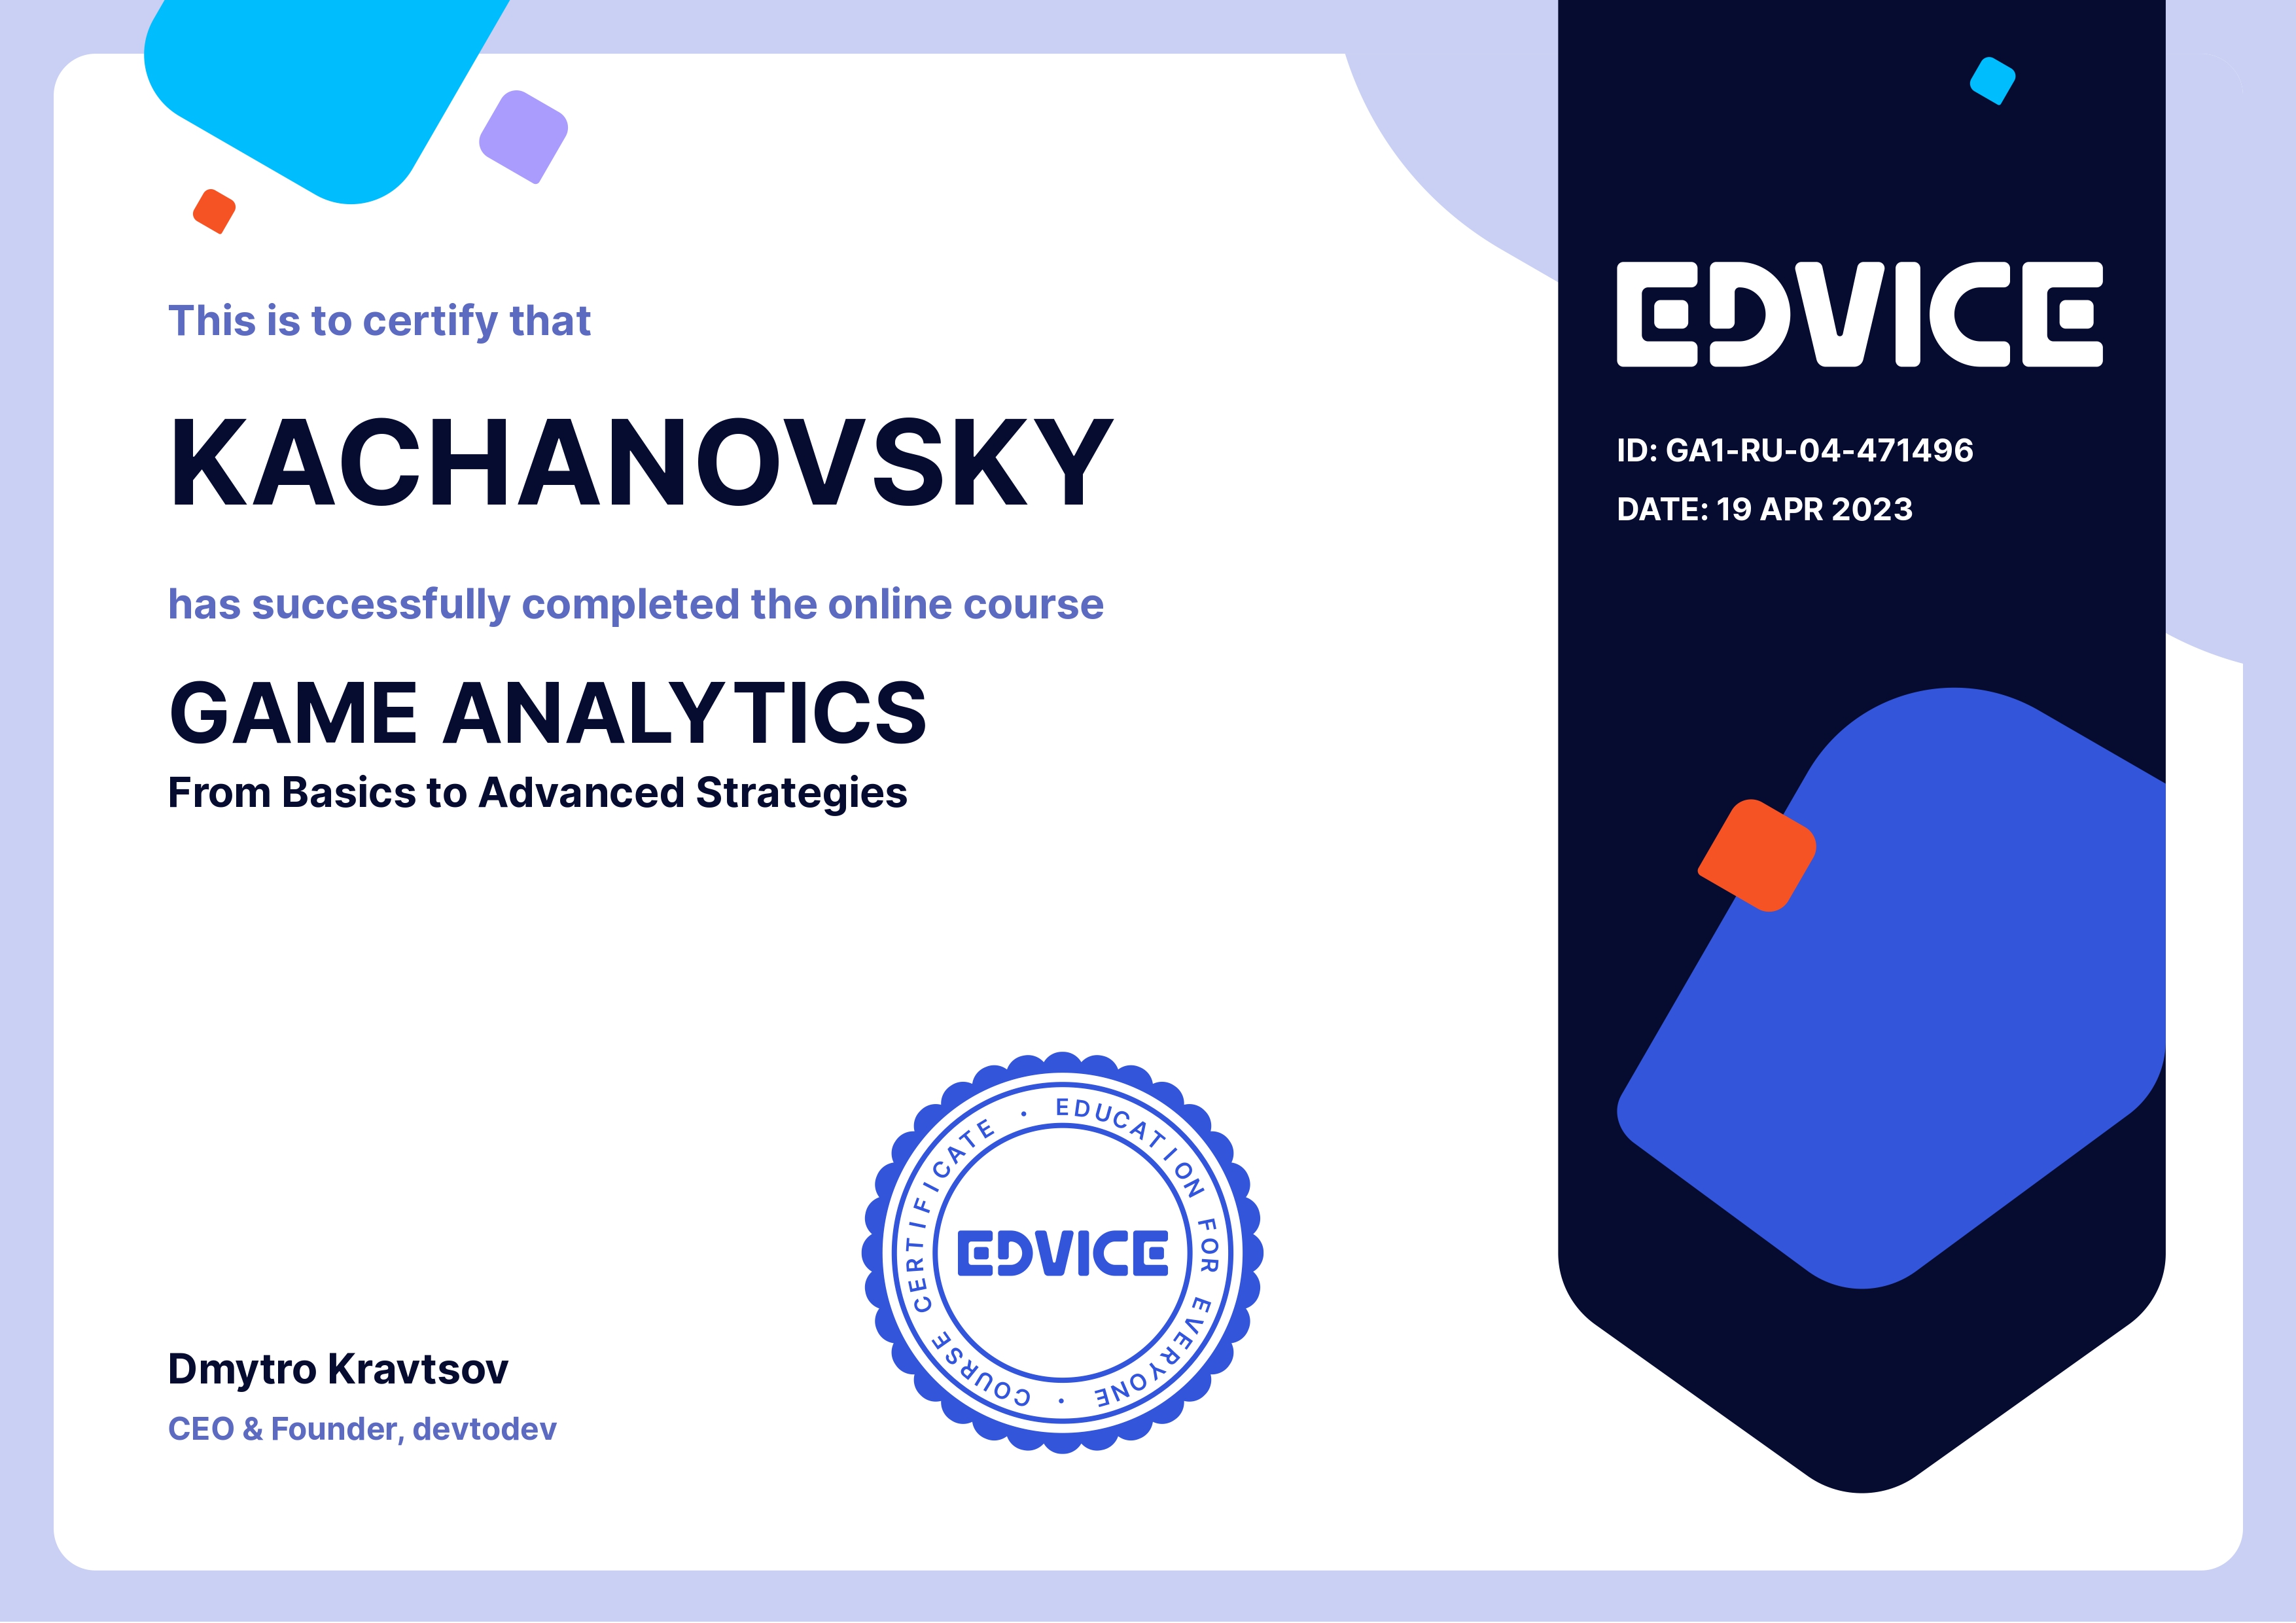 This is to certify that
KACHANOVSKY
has successfully completed the online course
GAME ANALYTICS
From Basics to Advanced Strategies
Dmytro Kravtsov
CEO & Founder, devtodev
EDUCATION FOR EVERYONE • COURSE CERTIFICATE •
EDVICE
EDVICE
ID: GA1-RU-04-471496
DATE: 19 APR 2023